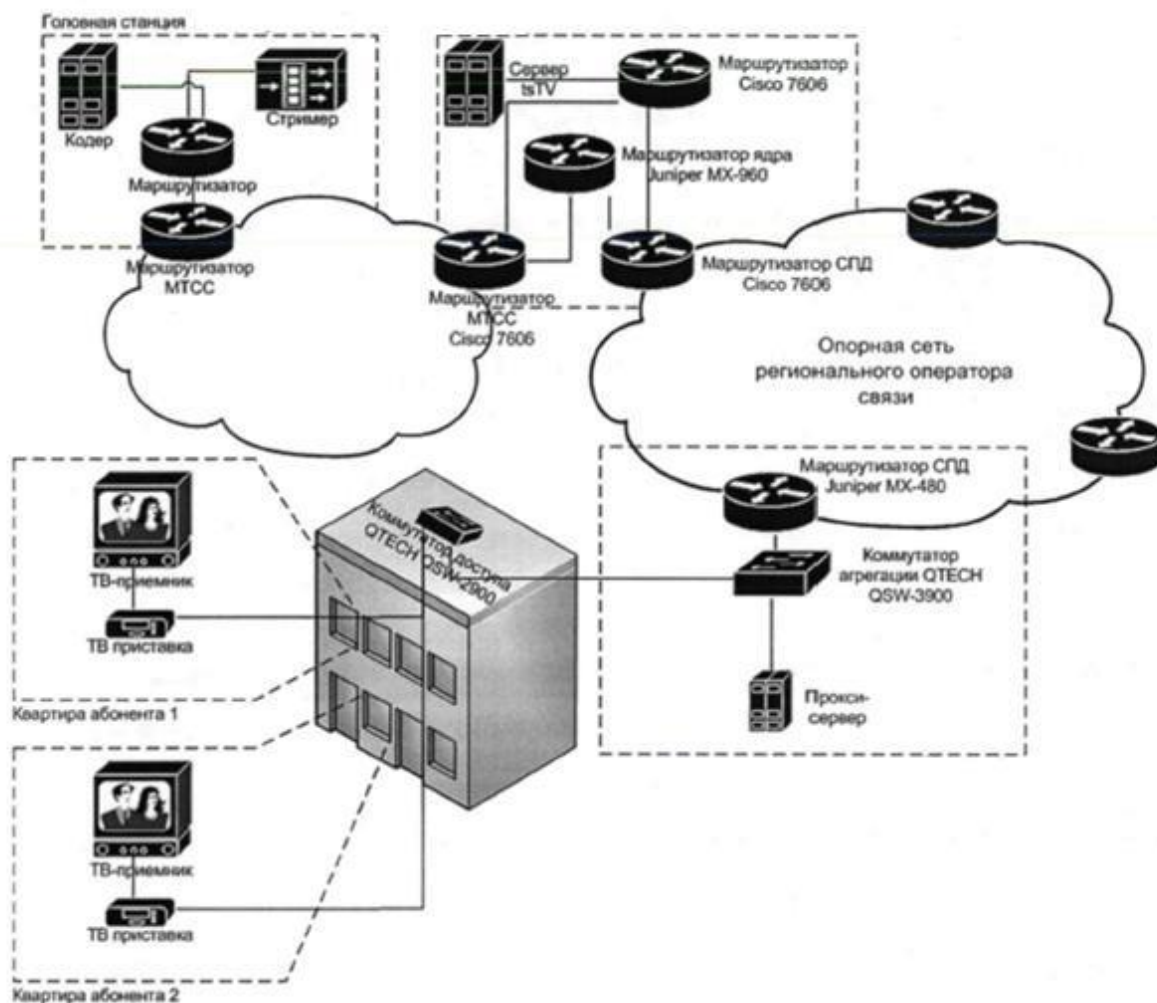 Головная станция
Кодер
Стример
Маршрутизатор
Маршрутизатор
МТСС
Сервер
tsTV
Маршрутизатор
Cisco 7606
Маршрутизатор ядра
Juniper MX-960
Маршрутизатор
МТСС
Cisco 7606
Маршрутизатор СПД
Cisco 7606
Опорная сеть
регионального оператора
связи
ТВ-приемник
ТВ приставка
Квартира абонента 1
Коммутатор доступа
QTECH QSW-2900
Маршрутизатор СПД
Juniper MX-480
Коммутатор
агрегации QTECH
QSW-3900
Прокси-
сервер
ТВ-приемник
ТВ приставка
Квартира абонента 2